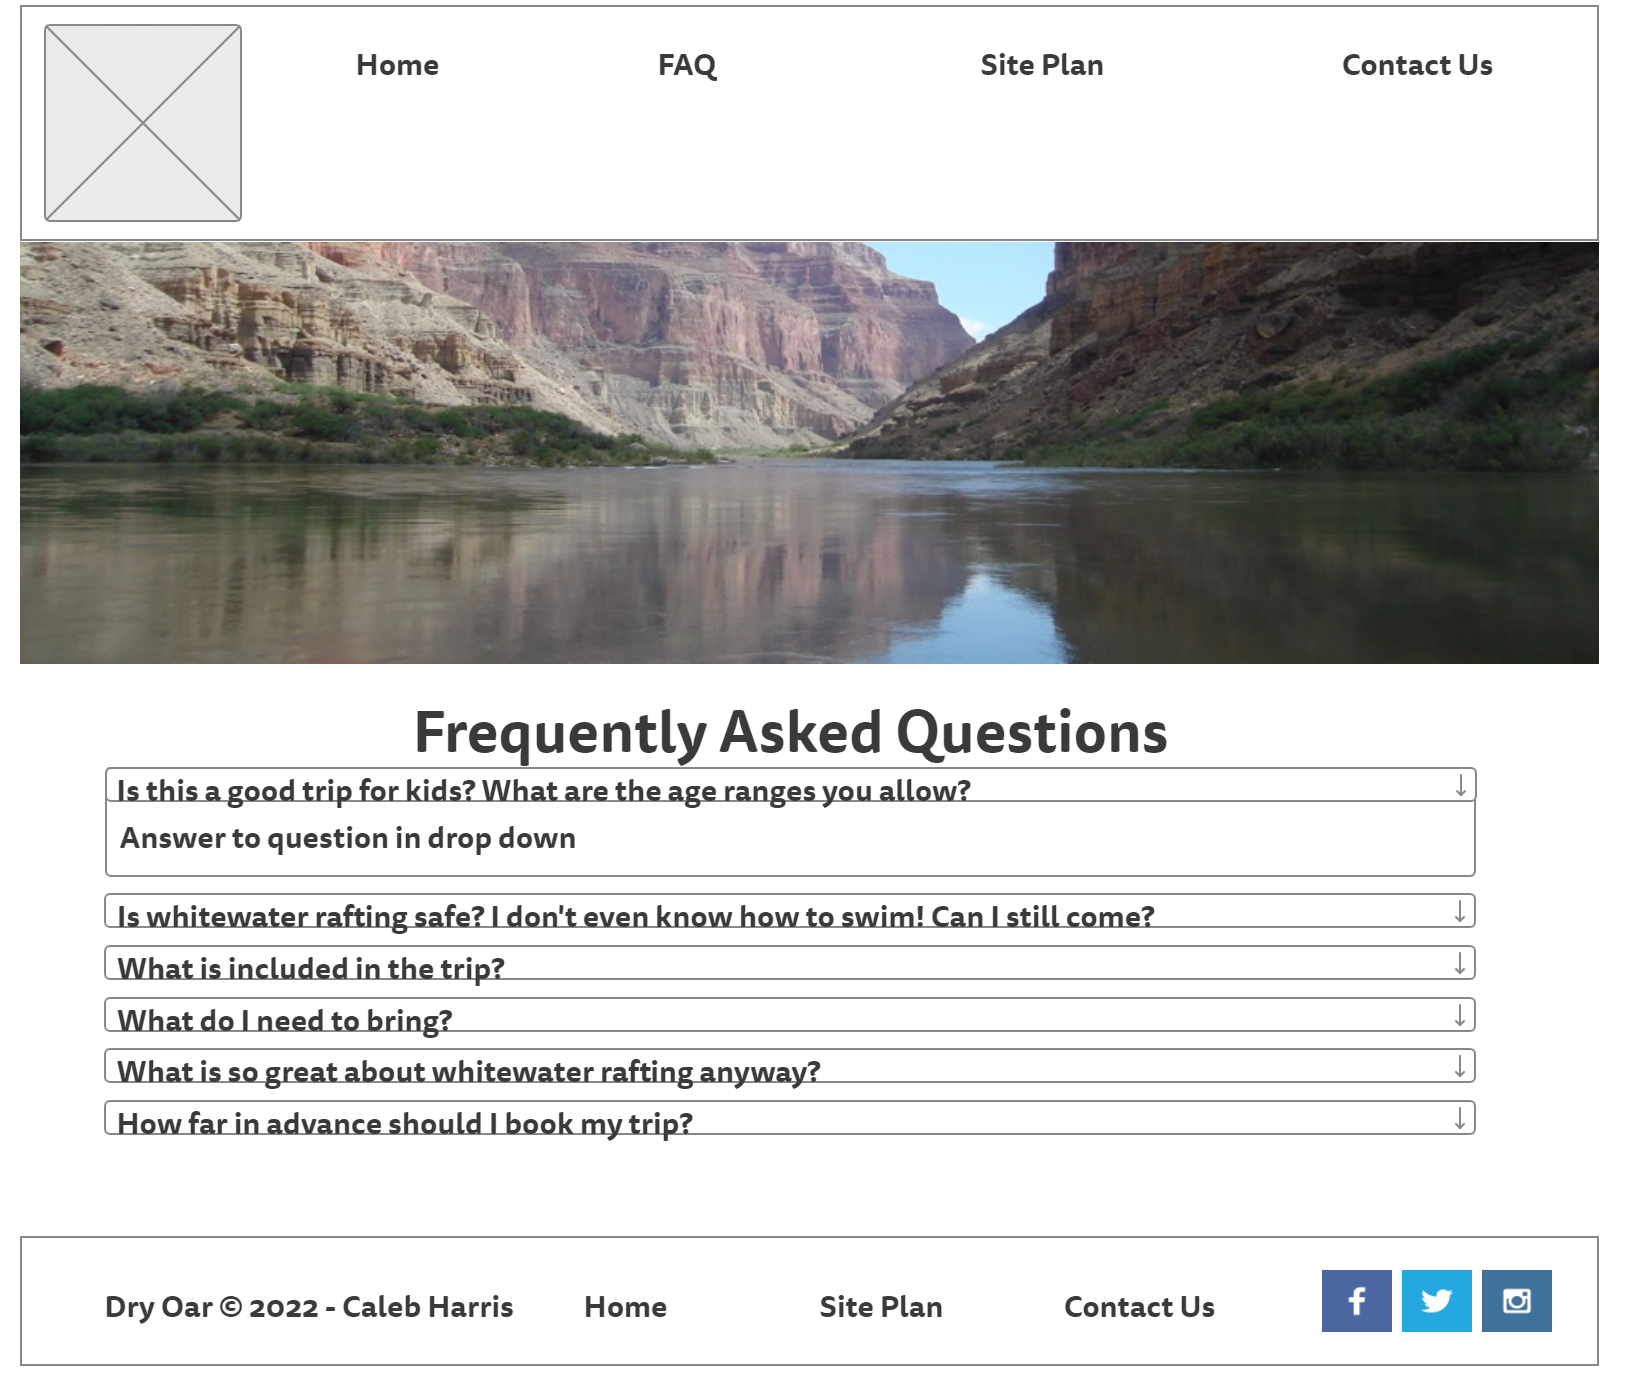 Home
FAQ
Site Plan
Contact Us
Frequently Asked Questions
Is this a good trip for kids? What are the age ranges you allow?
Answer to question in drop down
Is whitewater rafting safe? I don't even know how to swim! Can I still come?
What is included in the trip?
What do I need to bring?
What is so great about whitewater rafting anyway?
How far in advance should I book my trip?
Dry Oar © 2022 - Caleb Harris
Home
Site Plan
Contact Us